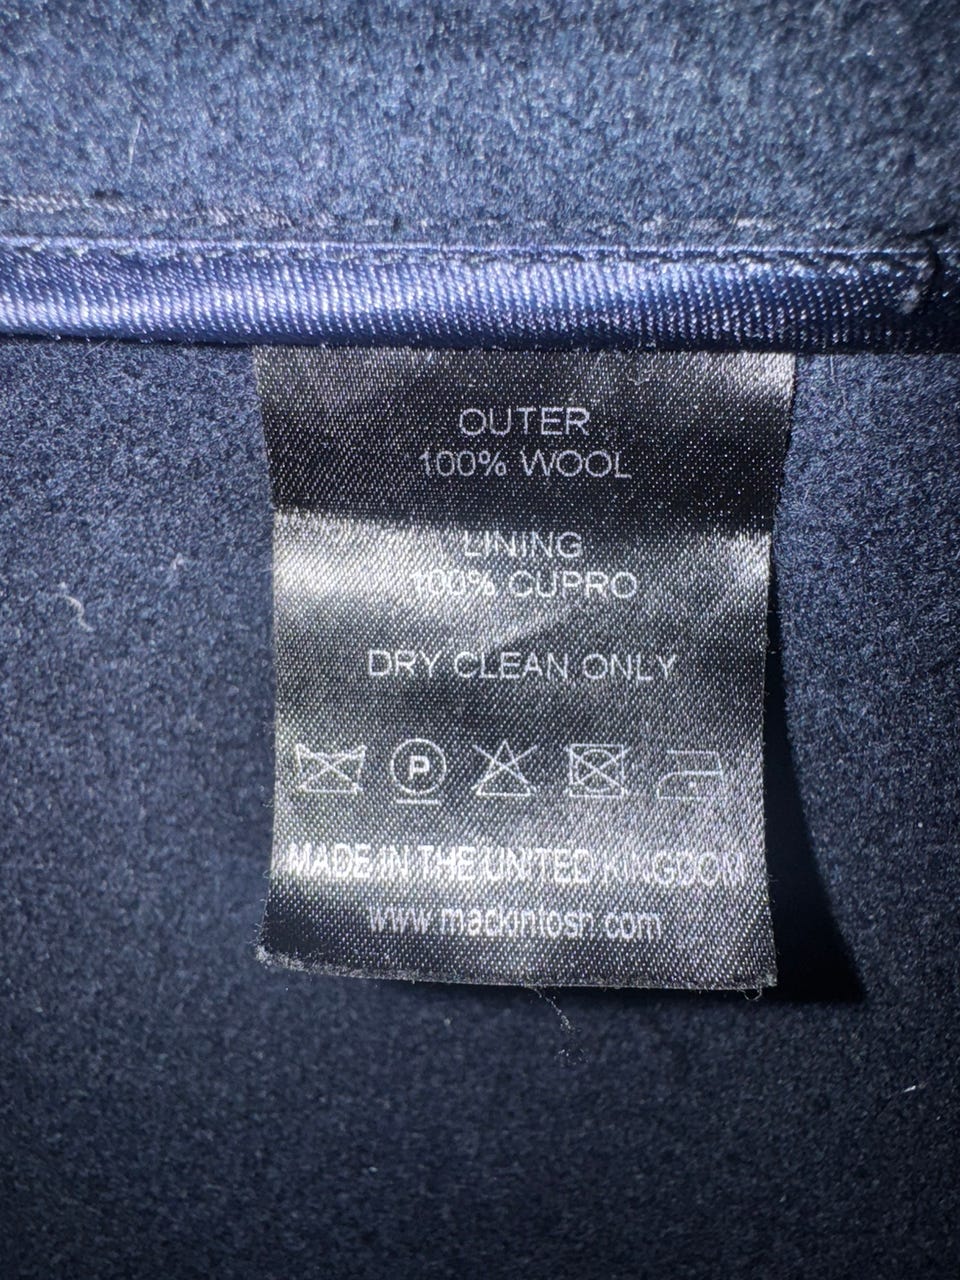 OUTER
100% WOOL
LINING
100% CUPRO
DRY CLEAN ONLY
P
MADE IN THE UNITED KINGDOM
www.mackintosh.com